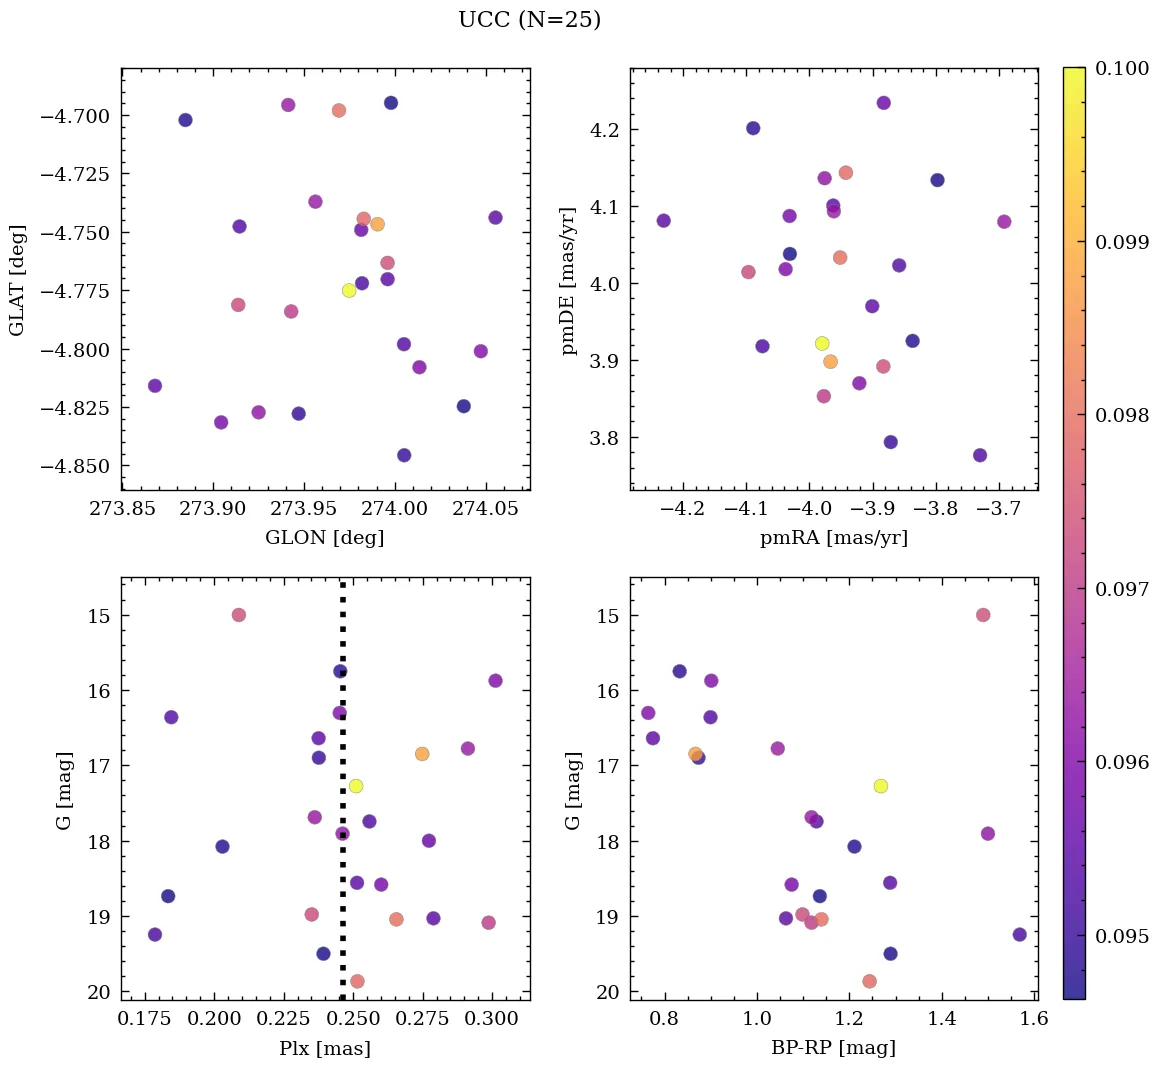 UCC (N=25)
−4.700
−4.725
−4.750
−4.775
−4.800
−4.825
−4.850
GLAT [deg]
273.85 273.90 273.95 274.00 274.05
GLON [deg]
4.2
4.1
4.0
3.9
3.8
pmDE [mas/yr]
−4.2 −4.1 −4.0 −3.9 −3.8 −3.7
pmRA [mas/yr]
15
16
17
18
19
20
G [mag]
0.175 0.200 0.225 0.250 0.275 0.300
Plx [mas]
15
16
17
18
19
20
G [mag]
0.8 1.0 1.2 1.4 1.6
BP-RP [mag]
0.100
0.099
0.098
0.097
0.096
0.095